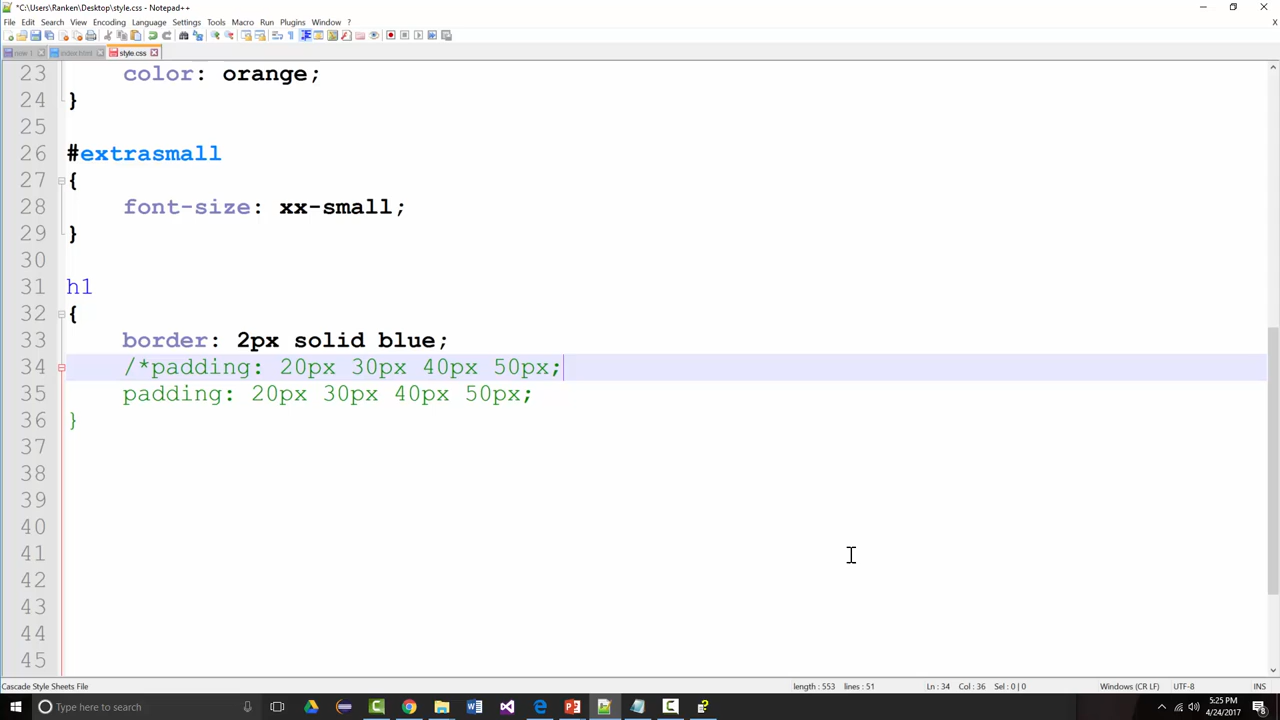 *C:\Users\Ranken\Desktop\style.css - Notepad++
File Edit Search View Encoding Language Settings Tools Macro Run Plugins Window ?
new 1 index.html style.css
23 color: orange;
24 }
25
26 #extrasmall
27 {
28 font-size: xx-small;
29 }
30
31 h1
32 {
33 border: 2px solid blue;
34 /*padding: 20px 30px 40px 50px;
35 padding: 20px 30px 40px 50px;
36 }
37
38
39
40
41
42
43
44
45
Cascade Style Sheets File length : 553 lines : 51 Ln : 34 Col : 36 Sel : 0 | 0 Windows (CR LF) UTF-8 INS
Type here to search
5:25 PM
4/24/2017